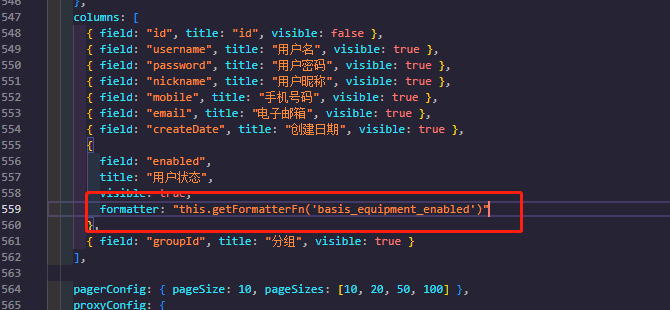 546 },
547 columns: [
548 { field: "id", title: "id", visible: false },
549 { field: "username", title: "用户名", visible: true },
550 { field: "password", title: "用户密码", visible: true },
551 { field: "nickname", title: "用户昵称", visible: true },
552 { field: "mobile", title: "手机号码", visible: true },
553 { field: "email", title: "电子邮箱", visible: true },
554 { field: "createDate", title: "创建日期", visible: true },
555 {
556 field: "enabled",
557 title: "用户状态",
558 visible: true,
559 formatter: "this.getFormatterFn('basis_equipment_enabled')"
560 },
561 { field: "groupId", title: "分组", visible: true }
562 ],
563
564 pagerConfig: { pageSize: 10, pageSizes: [10, 20, 50, 100] },
565 proxyConfig: {